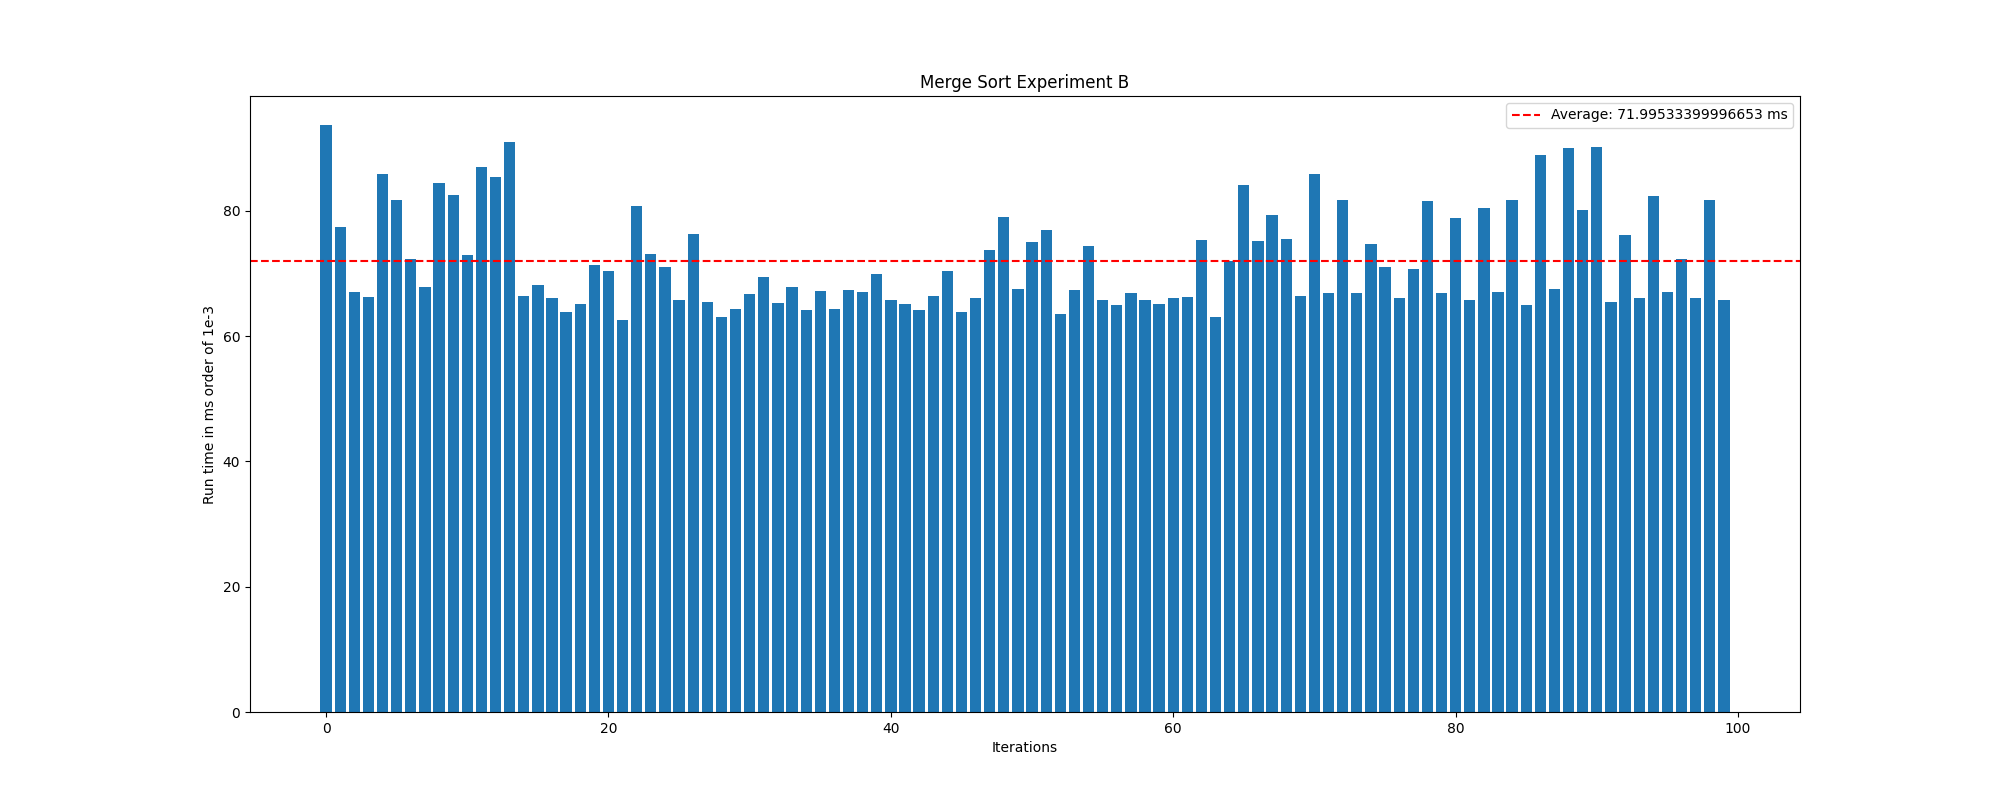 Merge Sort Experiment B
Average: 71.99533399996653 ms
Run time in ms order of 1e-3
80
60
40
20
0
0 20 40 60 80 100
Iterations